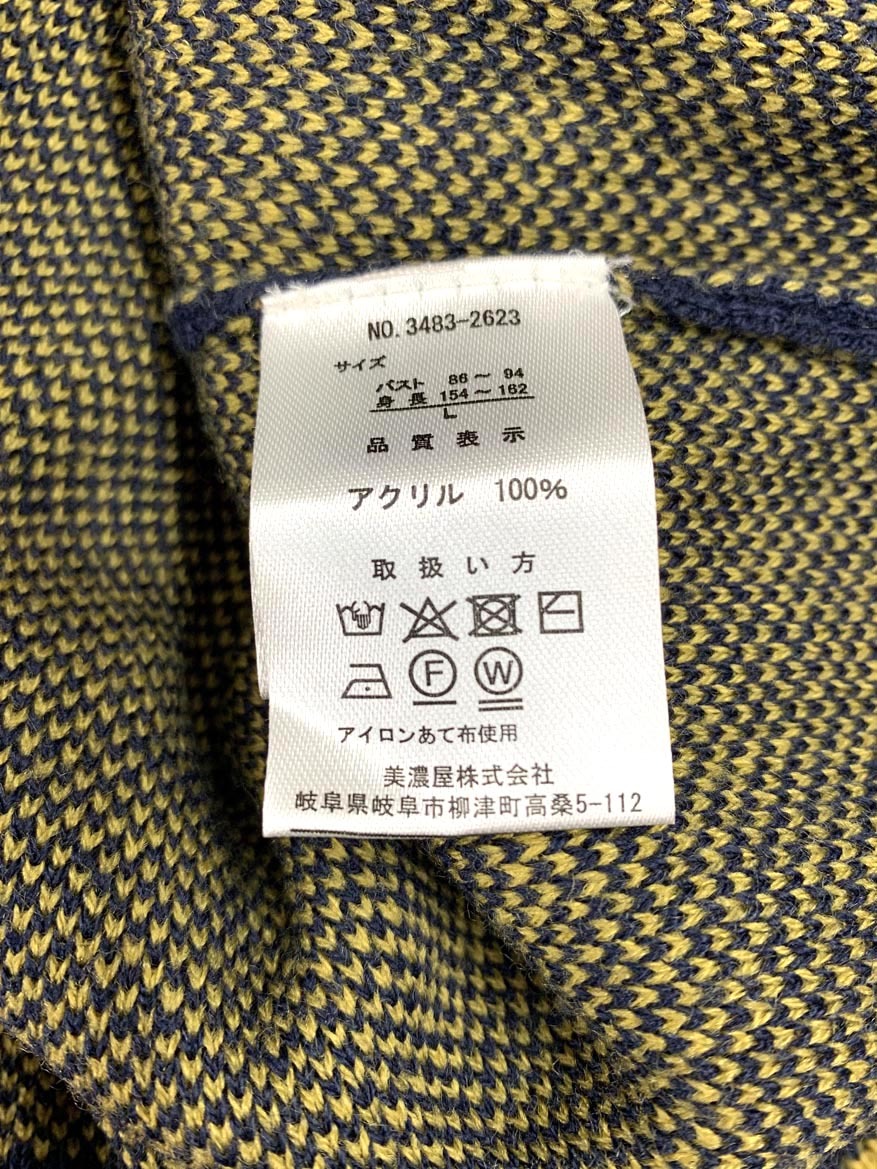 NO.3483-2623
サイズ
バスト 86～94
身長 154～162
L
品質表示
アクリル 100%
取扱い方
F W
アイロンあて布使用
美濃屋株式会社
岐阜県岐阜市柳津町高桑5-112